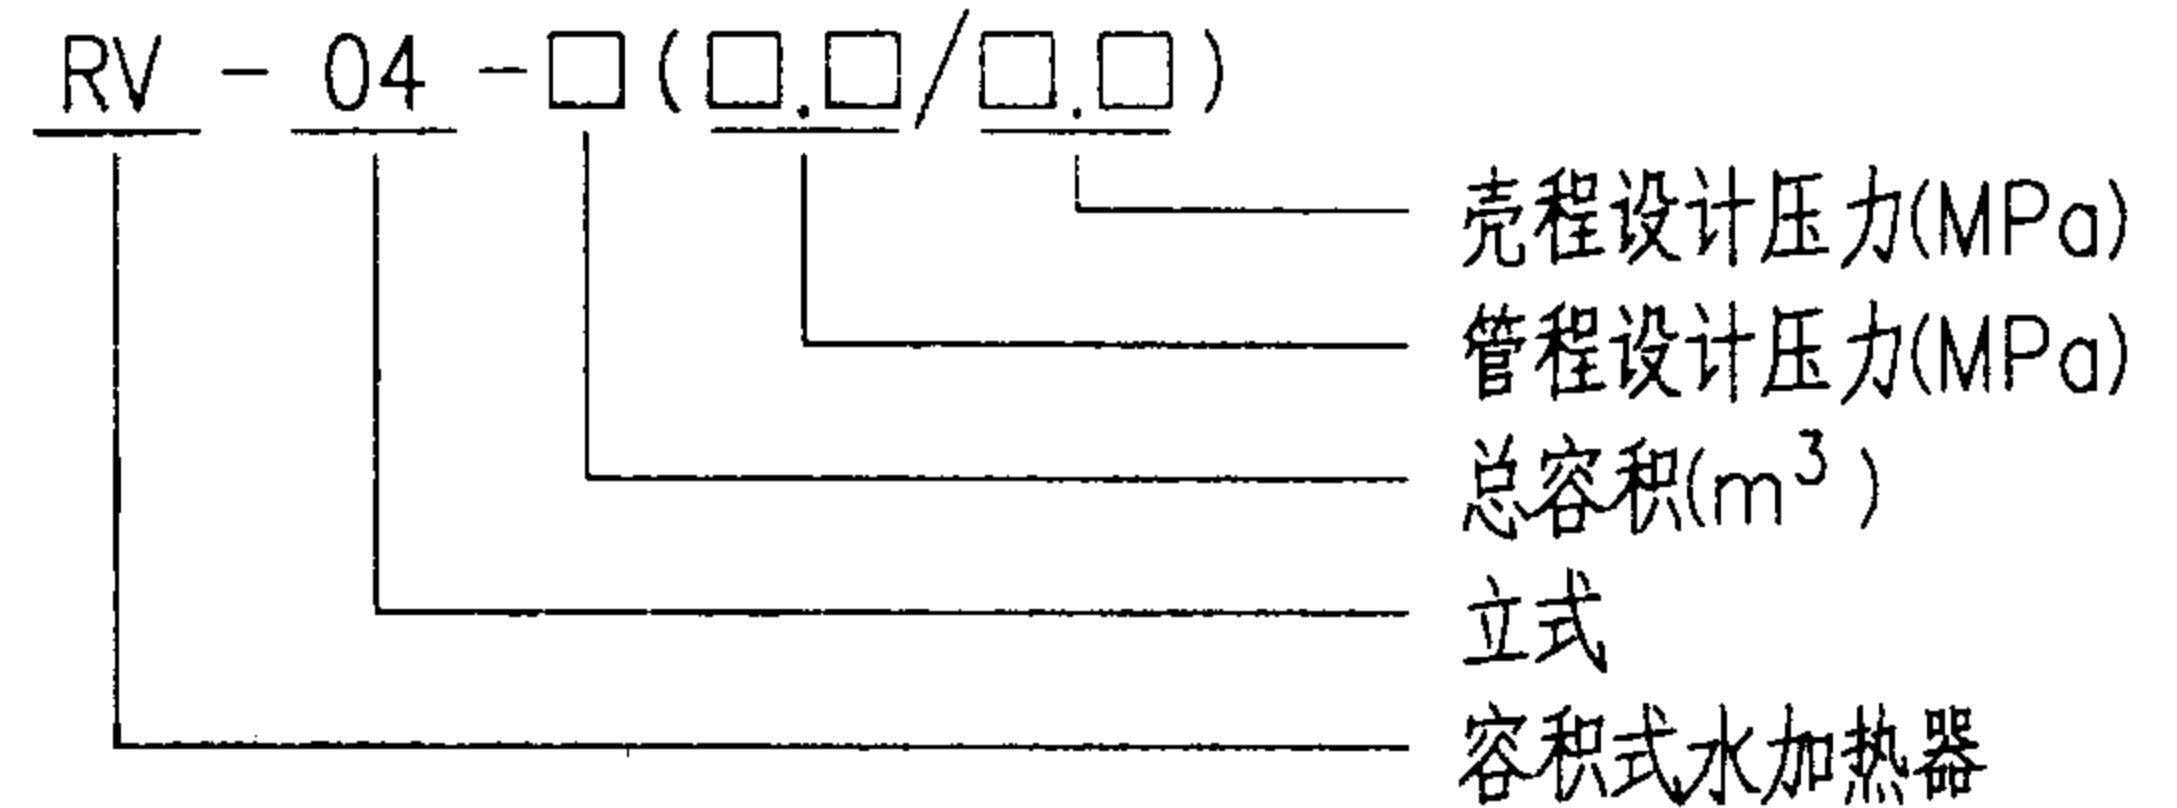 RV-04-□(□.□/□.□)
壳程设计压力(MPa)
管程设计压力(MPa)
总容积(m³)
立式
容积式水加热器